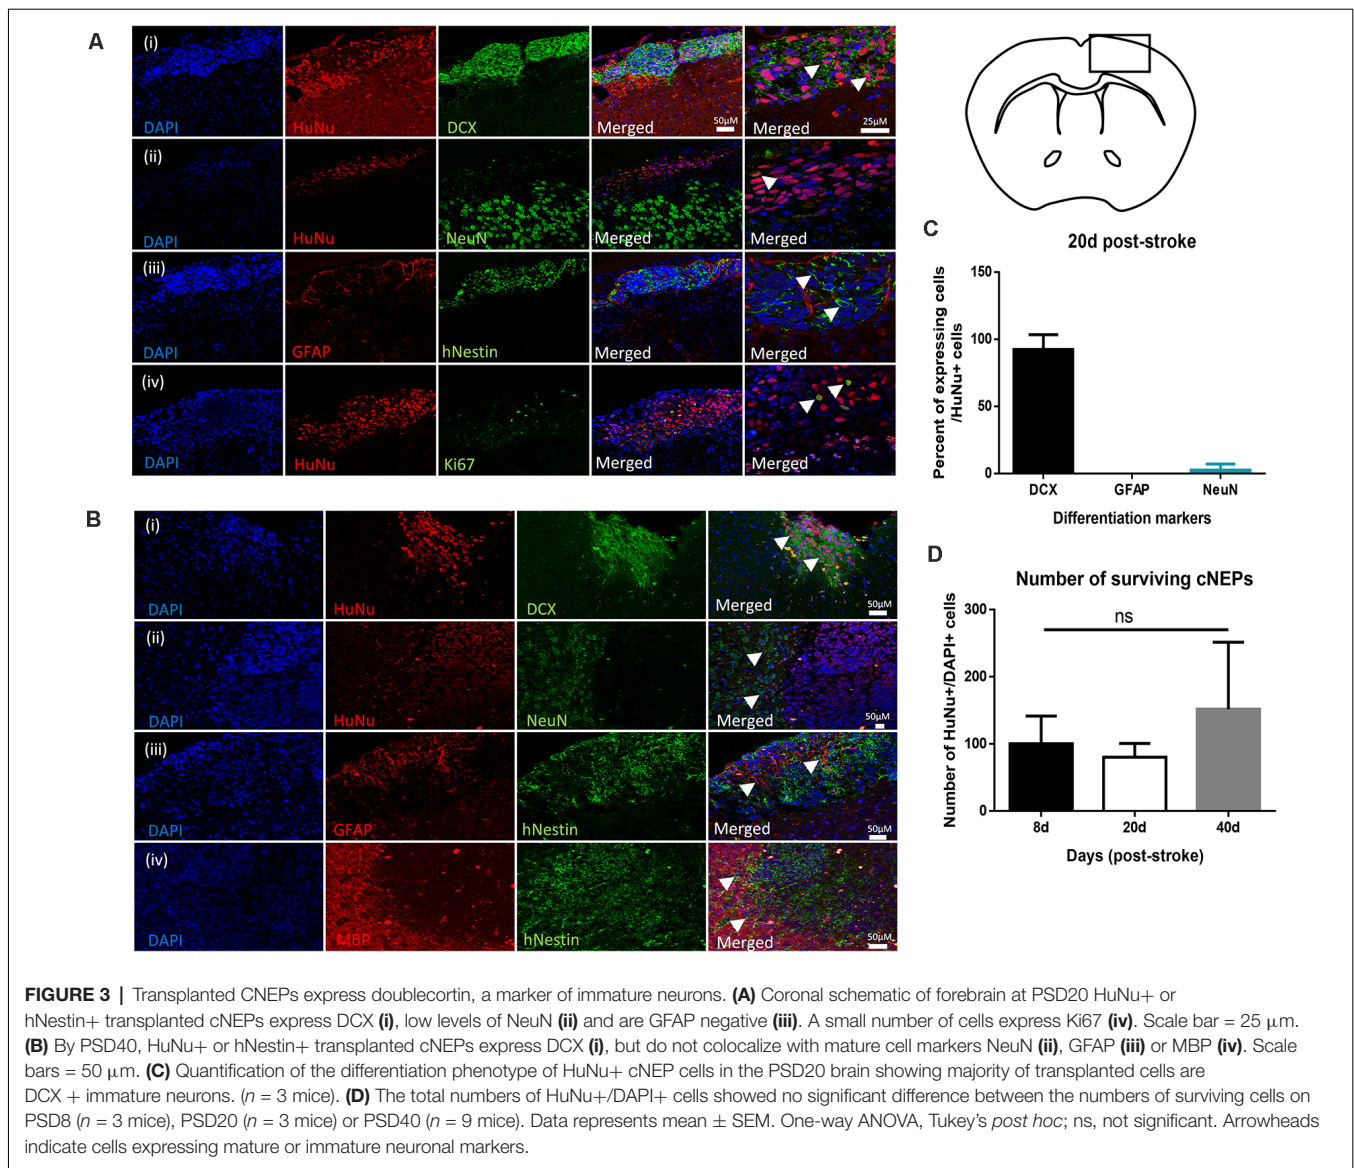 A
(i)
DAPI
HuNu
DCX
Merged
50μM
Merged
25μM
(ii)
DAPI
HuNu
NeuN
Merged
Merged
(iii)
DAPI
GFAP
hNestin
Merged
Merged
(iv)
DAPI
HuNu
Ki67
Merged
Merged
B
(i)
DAPI
HuNu
DCX
Merged
50μM
(ii)
DAPI
HuNu
NeuN
Merged
50μM
(iii)
DAPI
GFAP
hNestin
Merged
50μM
(iv)
DAPI
MBP
hNestin
Merged
50μM
C
20d post-stroke
Percent of expressing cells
/HuNu+ cells
150
100
50
0
DCX GFAP NeuN
Differentiation markers
D
Number of surviving cNEPs
Number of HuNu+/DAPI+ cells
300
200
100
0
ns
8d 20d 40d
Days (post-stroke)
FIGURE 3 | Transplanted CNEPs express doublecortin, a marker of immature neurons. (A) Coronal schematic of forebrain at PSD20 HuNu+ or
hNestin+ transplanted cNEPs express DCX (i), low levels of NeuN (ii) and are GFAP negative (iii). A small number of cells express Ki67 (iv). Scale bar = 25 μm.
(B) By PSD40, HuNu+ or hNestin+ transplanted cNEPs express DCX (i), but do not colocalize with mature cell markers NeuN (ii), GFAP (iii) or MBP (iv). Scale
bars = 50 μm. (C) Quantification of the differentiation phenotype of HuNu+ cNEP cells in the PSD20 brain showing majority of transplanted cells are
DCX + immature neurons. (n = 3 mice). (D) The total numbers of HuNu+/DAPI+ cells showed no significant difference between the numbers of surviving cells on
PSD8 (n = 3 mice), PSD20 (n = 3 mice) or PSD40 (n = 9 mice). Data represents mean ± SEM. One-way ANOVA, Tukey's post hoc; ns, not significant. Arrowheads
indicate cells expressing mature or immature neuronal markers.